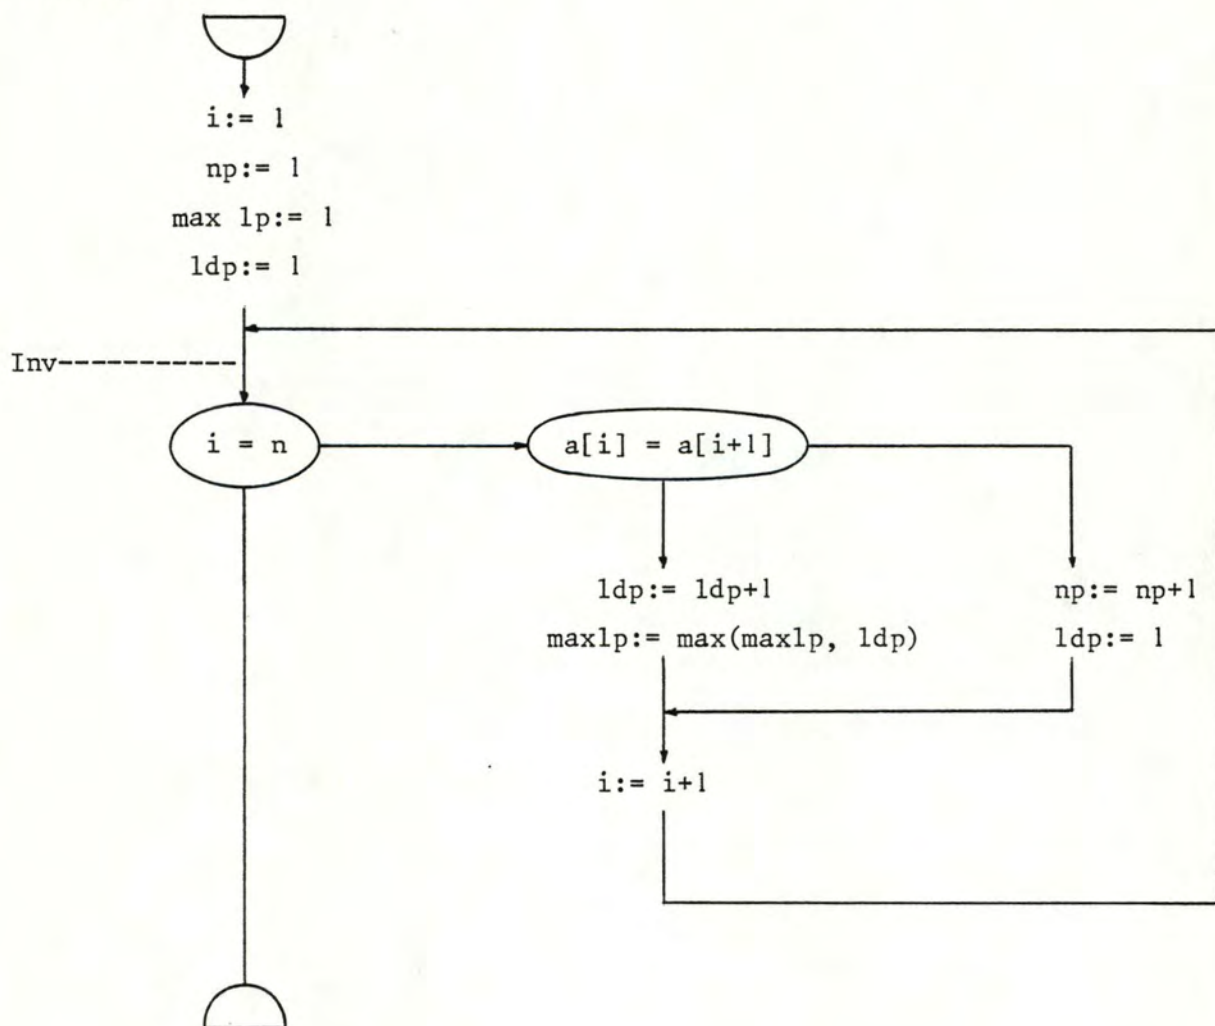 i:= 1
np:= 1
max lp:= 1
ldp:= 1
Inv-----------
i = n
a[i] = a[i+1]
ldp:= ldp+1
maxlp:= max(maxlp, ldp)
np:= np+1
ldp:= 1
i:= i+1